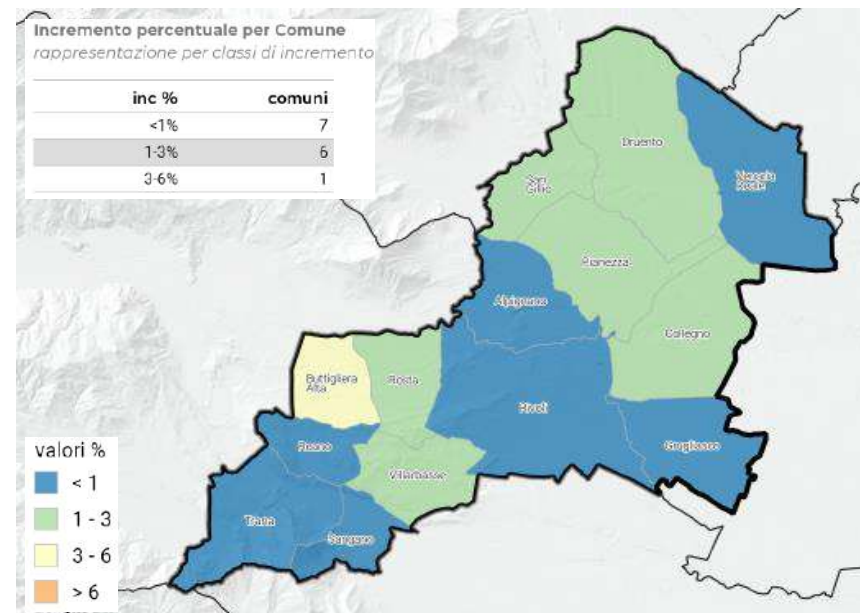 Incremento percentuale per Comune
rappresentazione per classi di incremento
inc % comuni
<1% 7
1-3% 6
3-6% 1
Druento
Venaria
Reale
San
Gillio
Pianezza
Alpignano
Collegno
Buttigliera
Alta
Rosta
Rivoli
Reano
Grugliasco
Villarbasse
Trana
Sangano
valori %
< 1
1 - 3
3 - 6
> 6